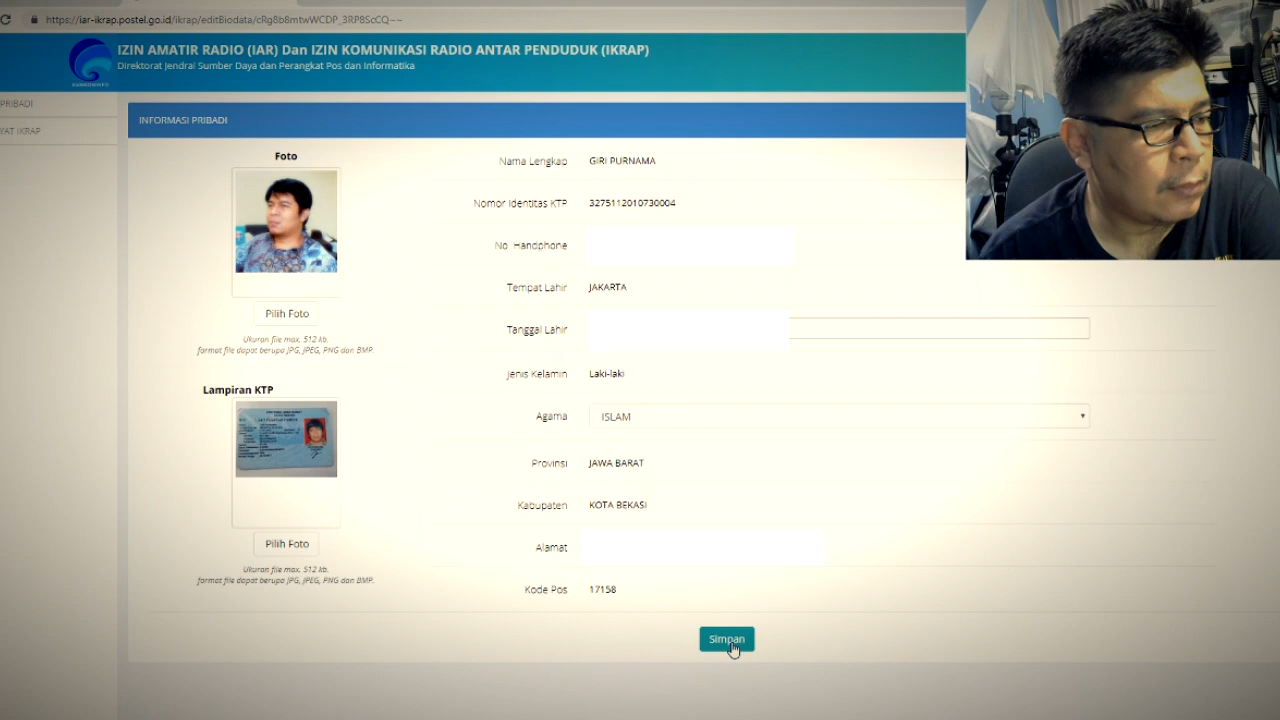 https://iar-ikrap.postel.go.id/ikrap/editBiodata/cRg8b8mtwWCDP_3RP8ScCQ~~
IZIN AMATIR RADIO (IAR) Dan IZIN KOMUNIKASI RADIO ANTAR PENDUDUK (IKRAP)
Direktorat Jendral Sumber Daya dan Perangkat Pos dan Informatika
KOMINFO
PRIBADI
YAT IKRAP
INFORMASI PRIBADI
Foto
Pilih Foto
Ukuran file max. 512 kb.
format file dapat berupa JPG, JPEG, PNG dan BMP.
Lampiran KTP
Pilih Foto
Ukuran file max. 512 kb.
format file dapat berupa JPG, JPEG, PNG dan BMP.
Nama Lengkap GIRI PURNAMA
Nomor Identitas KTP 3275112010730004
No Handphone
Tempat Lahir JAKARTA
Tanggal Lahir
Jenis Kelamin Laki-laki
Agama ISLAM
Provinsi JAWA BARAT
Kabupaten KOTA BEKASI
Alamat
Kode Pos 17158
Simpan